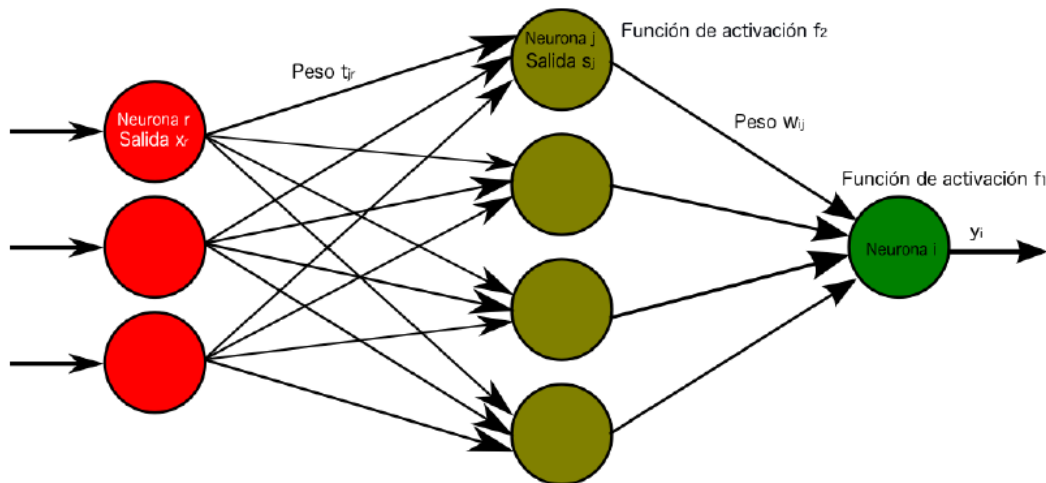 Neurona j
Salida sj
Función de activación f2
Peso tjr
Neurona r
Salida xr
Peso wij
Función de activación f1
Neurona i
yi